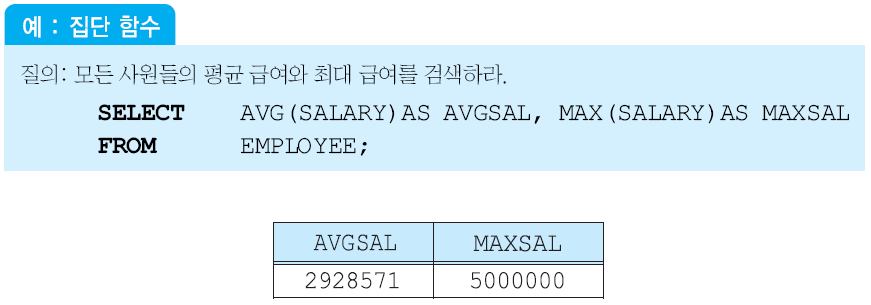 예 : 집단 함수
질의: 모든 사원들의 평균 급여와 최대 급여를 검색하라.
SELECT AVG(SALARY)AS AVGSAL, MAX(SALARY)AS MAXSAL
FROM EMPLOYEE;
AVGSAL MAXSAL
2928571 5000000